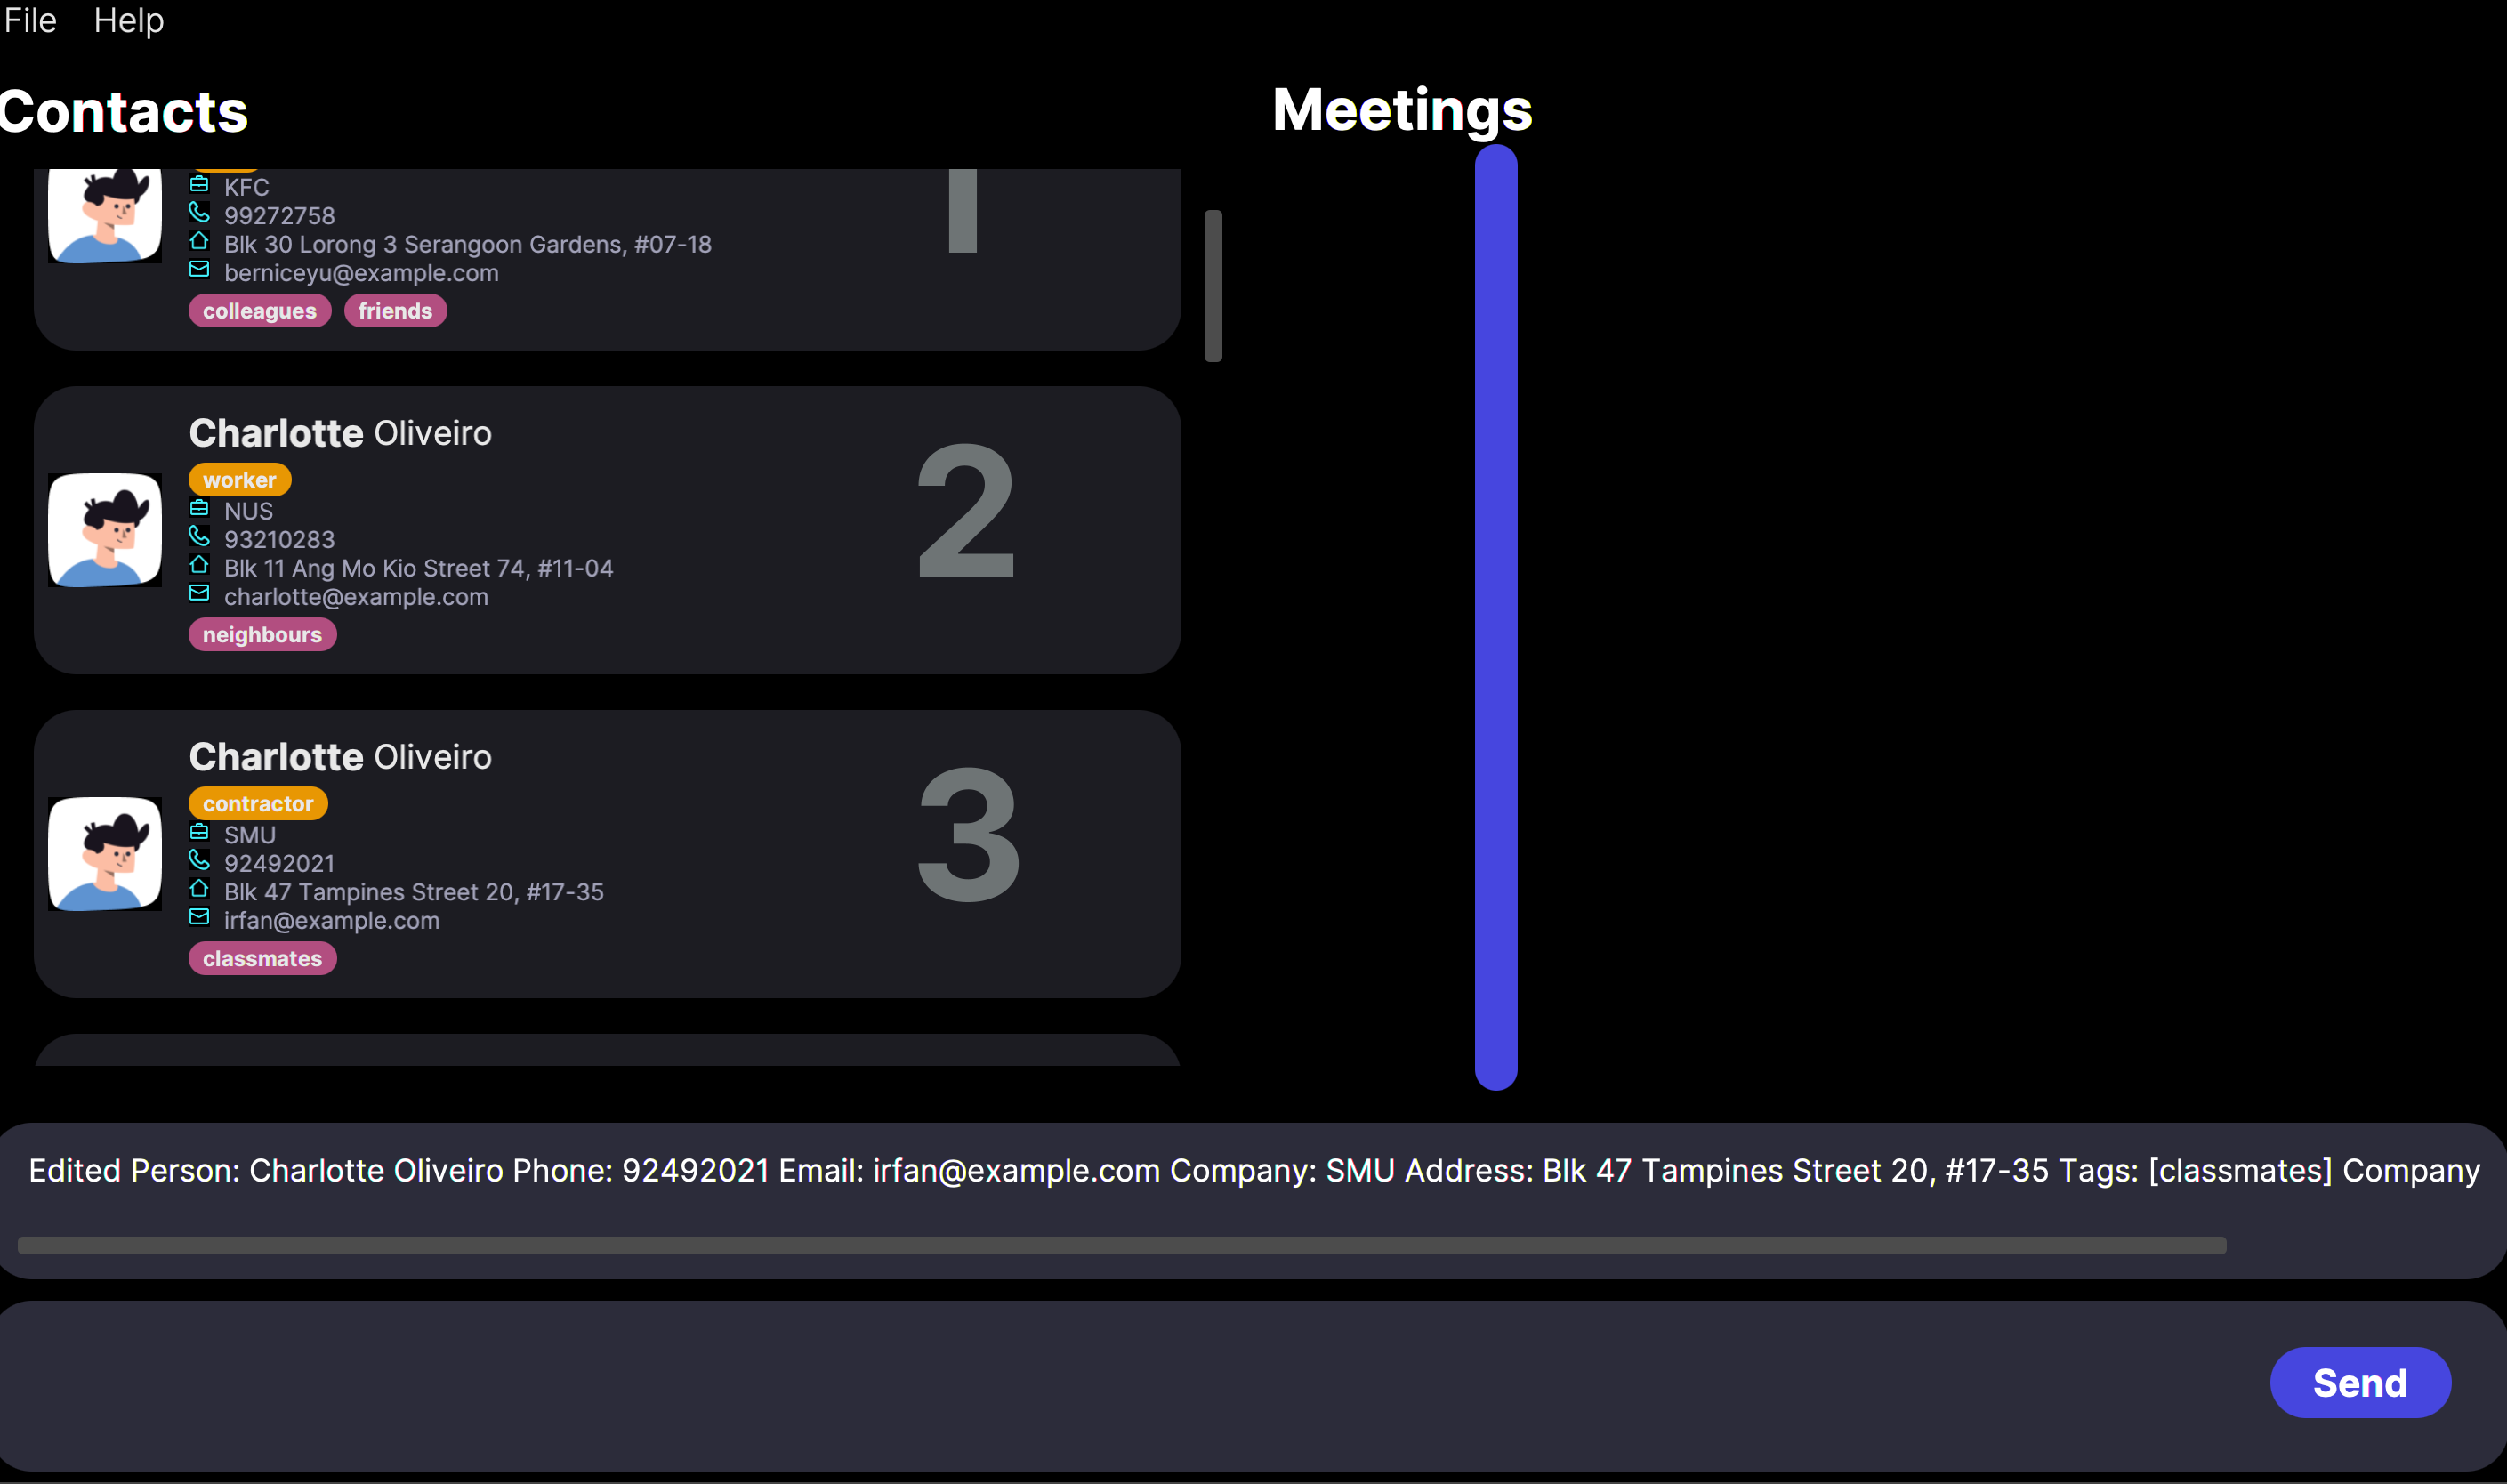 File Help
Contacts
KFC
99272758
Blk 30 Lorong 3 Serangoon Gardens, #07-18
berniceyu@example.com
colleagues friends
Charlotte Oliveiro
2
worker
NUS
93210283
Blk 11 Ang Mo Kio Street 74, #11-04
charlotte@example.com
neighbours
Charlotte Oliveiro
3
contractor
SMU
92492021
Blk 47 Tampines Street 20, #17-35
irfan@example.com
classmates
Meetings
Edited Person: Charlotte Oliveiro Phone: 92492021 Email: irfan@example.com Company: SMU Address: Blk 47 Tampines Street 20, #17-35 Tags: [classmates] Company
Send